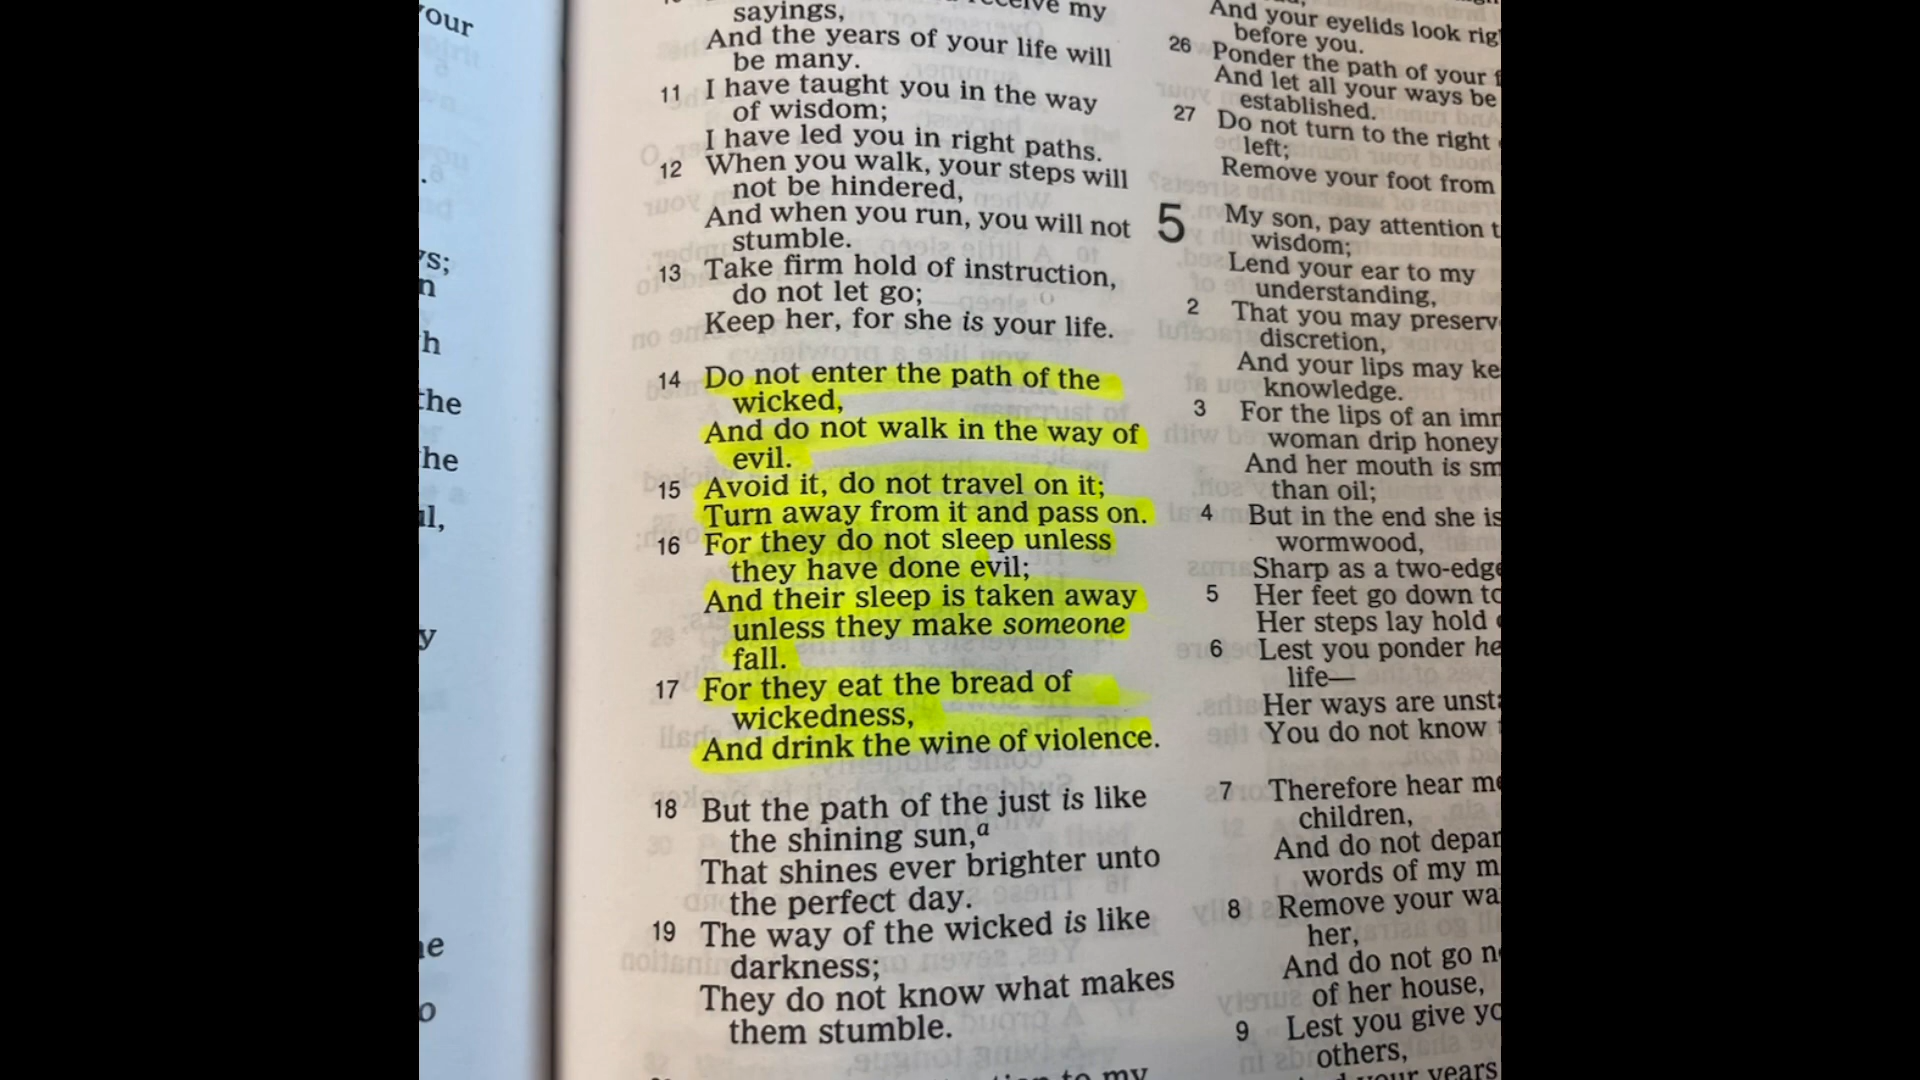 our
.
s;
n
h
the
he
l,
y
e
o
sayings,
And the years of your life will
be many.
11 I have taught you in the way
of wisdom;
I have led you in right paths.
12 When you walk, your steps will
not be hindered,
And when you run, you will not
stumble.
13 Take firm hold of instruction,
do not let go;
Keep her, for she is your life.
14 Do not enter the path of the
wicked,
And do not walk in the way of
evil.
15 Avoid it, do not travel on it;
Turn away from it and pass on.
16 For they do not sleep unless
they have done evil;
And their sleep is taken away
unless they make someone
fall.
17 For they eat the bread of
wickedness,
And drink the wine of violence.
18 But the path of the just is like
the shining sun,a
That shines ever brighter unto
the perfect day.
19 The way of the wicked is like
darkness;
They do not know what makes
them stumble.
to my
And your eyelids look
before you.
26 Ponder the path of your
And let all your ways be
established.
27 Do not turn to the right
left;
Remove your foot from
5 My son, pay attention
wisdom;
Lend your ear to my
understanding,
2 That you may
discretion,
And your lips may
knowledge.
3 For the lips of an
woman drip honey
And her mouth is
than oil;
4 But in the end she is
wormwood,
Sharp as a
5 Her feet go down
Her steps lay hold
6 Lest you ponder
life—
Her ways are
You do not know
7 Therefore hear
children,
And do not
words of my
8 Remove your
her,
And do not go
of her house,
9 Lest you give
others,
years